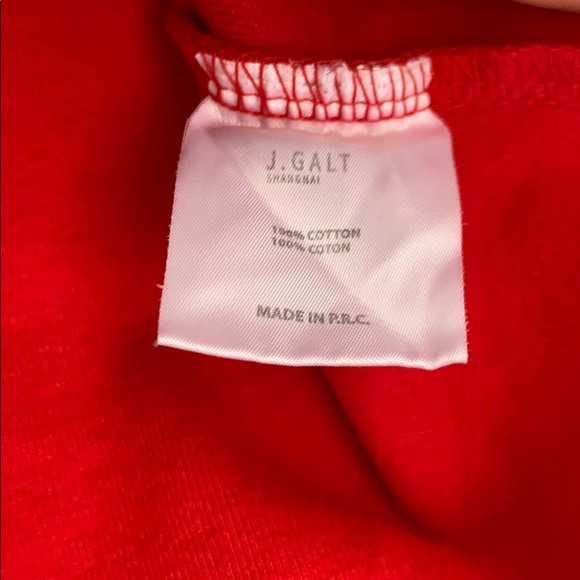 J.GALT
SHANGHAI
100% COTTON
100% COTON
MADE IN P.R.C.